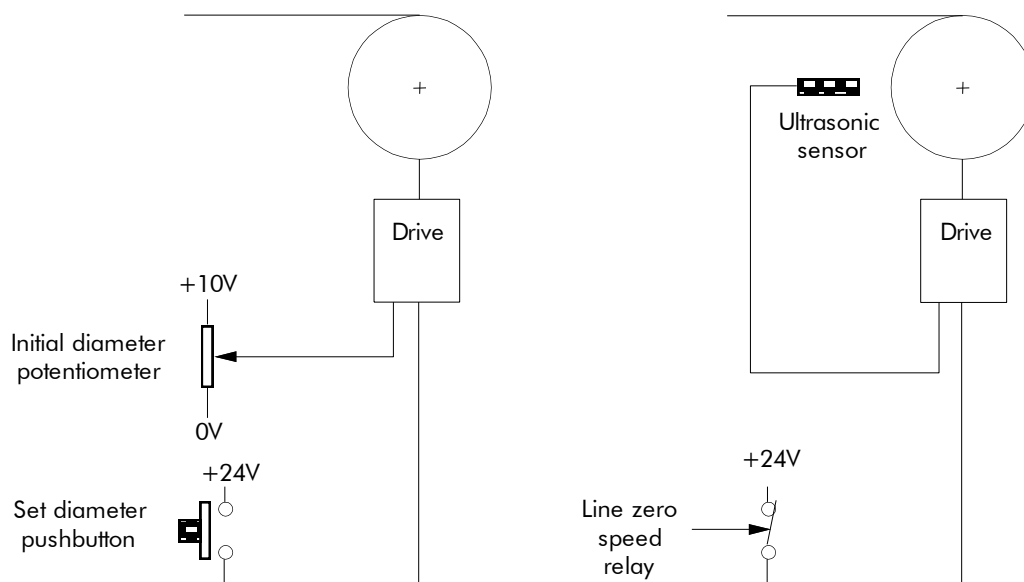 Drive
+10V
Initial diameter
potentiometer
0V
+24V
Set diameter
pushbutton
Ultrasonic
sensor
Drive
+24V
Line zero
speed
relay